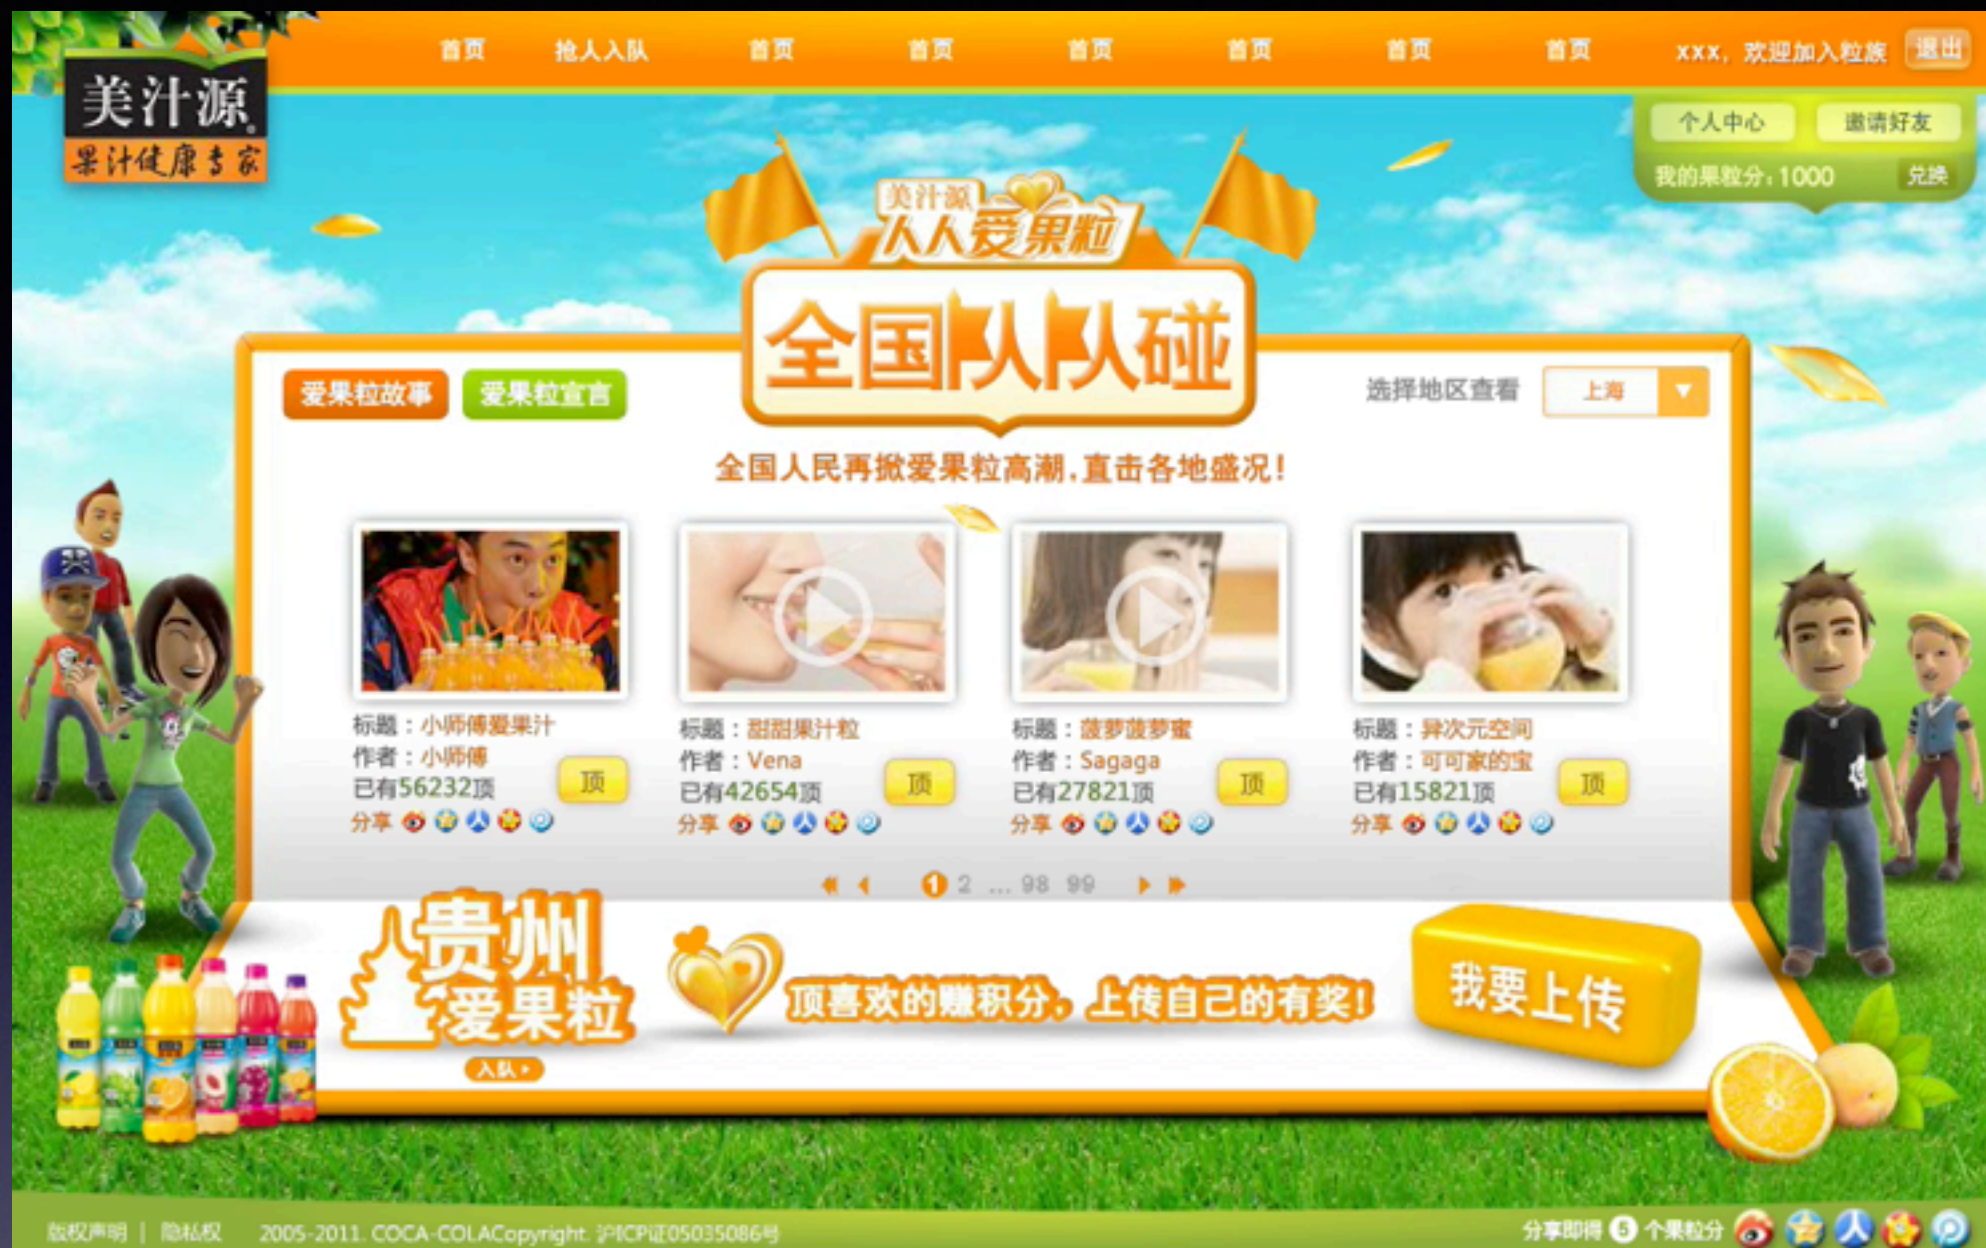 首页 抢人入队 首页 首页 首页 首页 首页 首页 xxx，欢迎加入粒族 退出
美汁源
果汁健康专家
个人中心 邀请好友
我的果粒分：1000 兑换
美汁源
人人爱果粒
全国队队碰
爱果粒故事 爱果粒宣言
选择地区查看 上海
全国人民再掀爱果粒高潮，直击各地盛况！
标题：小师傅爱果汁
作者：小师傅
已有56232顶
顶
分享
标题：甜甜果汁粒
作者：Vena
已有42654顶
顶
分享
标题：菠萝菠萝蜜
作者：Sagaga
已有27821顶
顶
分享
标题：异次元空间
作者：可可家的宝
已有15821顶
顶
分享
1 2 ... 98 99
贵州
爱果粒
入队
顶喜欢的赚积分，上传自己的有奖！
我要上传
版权声明 | 隐私权 2005-2011. COCA-COLACopyright. 沪ICP证05035086号
分享即得 5 个果粒分